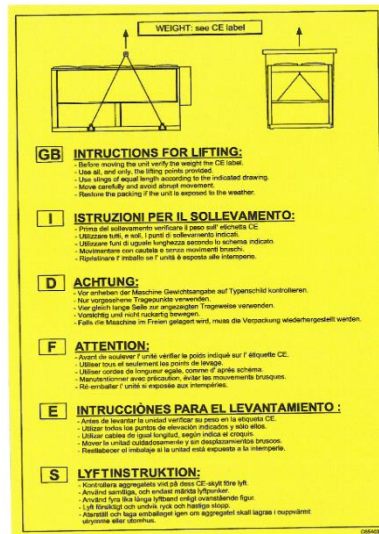 WEIGHT: see CE label
GB INTRUCTIONS FOR LIFTING:
- Before moving the unit verify the weight the CE label.
- Use all, and only, the lifting points provided.
- Use slings of equal length according to the indicated drawing.
- Move carefully and avoid abrupt movement.
- Restore the packing if the unit is exposed to the weather.
I ISTRUZIONI PER IL SOLLEVAMENTO:
- Prima del sollevamento verificare il peso sull' etichetta CE
- Utilizzare tutti, e soli, i punti di sollevamento indicati.
- Utilizzare funi di uguale lunghezza secondo lo schema indicato.
- Movimentare con cautela e senza movimenti bruschi.
- Ripristinare l' imballo se l' unità è esposta alle intemperie.
D ACHTUNG:
- Vor anheben der Maschine Gewichtsangabe auf Typenschild kontrollieren.
- Nur vorgesehene Tragepunkte verwenden.
- Vier gleich lange Seile zur angezeigten Trageweise verwenden.
- Vorsichtig und nicht ruckartig bewegen.
- Falls die Maschine im Freien gelagert wird, muss die Verpackung wiederhergestellt werden.
F ATTENTION:
- Avant de soulever l' unité vérifier le poids indiqué sur l' étiquette CE.
- Utiliser tous et seulement les points de levage.
- Utiliser cordes de longueur egale, comme d' après schema.
- Manutentionner avec précaution, éviter les mouvements brusques.
- Ré emballer l' unité si exposée aux intempéries.
E INTRUCCIÒNES PARA EL LEVANTAMIENTO :
- Antes de levantar la unidad verificar su peso en la etiqueta CE.
- Utilizar todos los puntos de elevación indicados y sólo ellos.
- Utilizar cables de igual longitud, según indica el croquis.
- Mover la unidad cuidadosamente y sin desplazamientos bruscos.
- Restablecer el imbalaje si la unidad está expuesta a la intemperie.
S LYFTINSTRUKTION:
- Kontrollera aggregatets vikt på dess CE-skylt före lyft.
- Använd samtliga, och endast märkta lyftpunker.
- Använd fyra lika långa lyftband enligt ovanstående figur.
- Lyft försiktigt och undvik ryck och hastiga stopp.
- Återställ och laga emballaget igen om aggregatet skall lagras i ouppvärmt
utrymme eller utomhus.